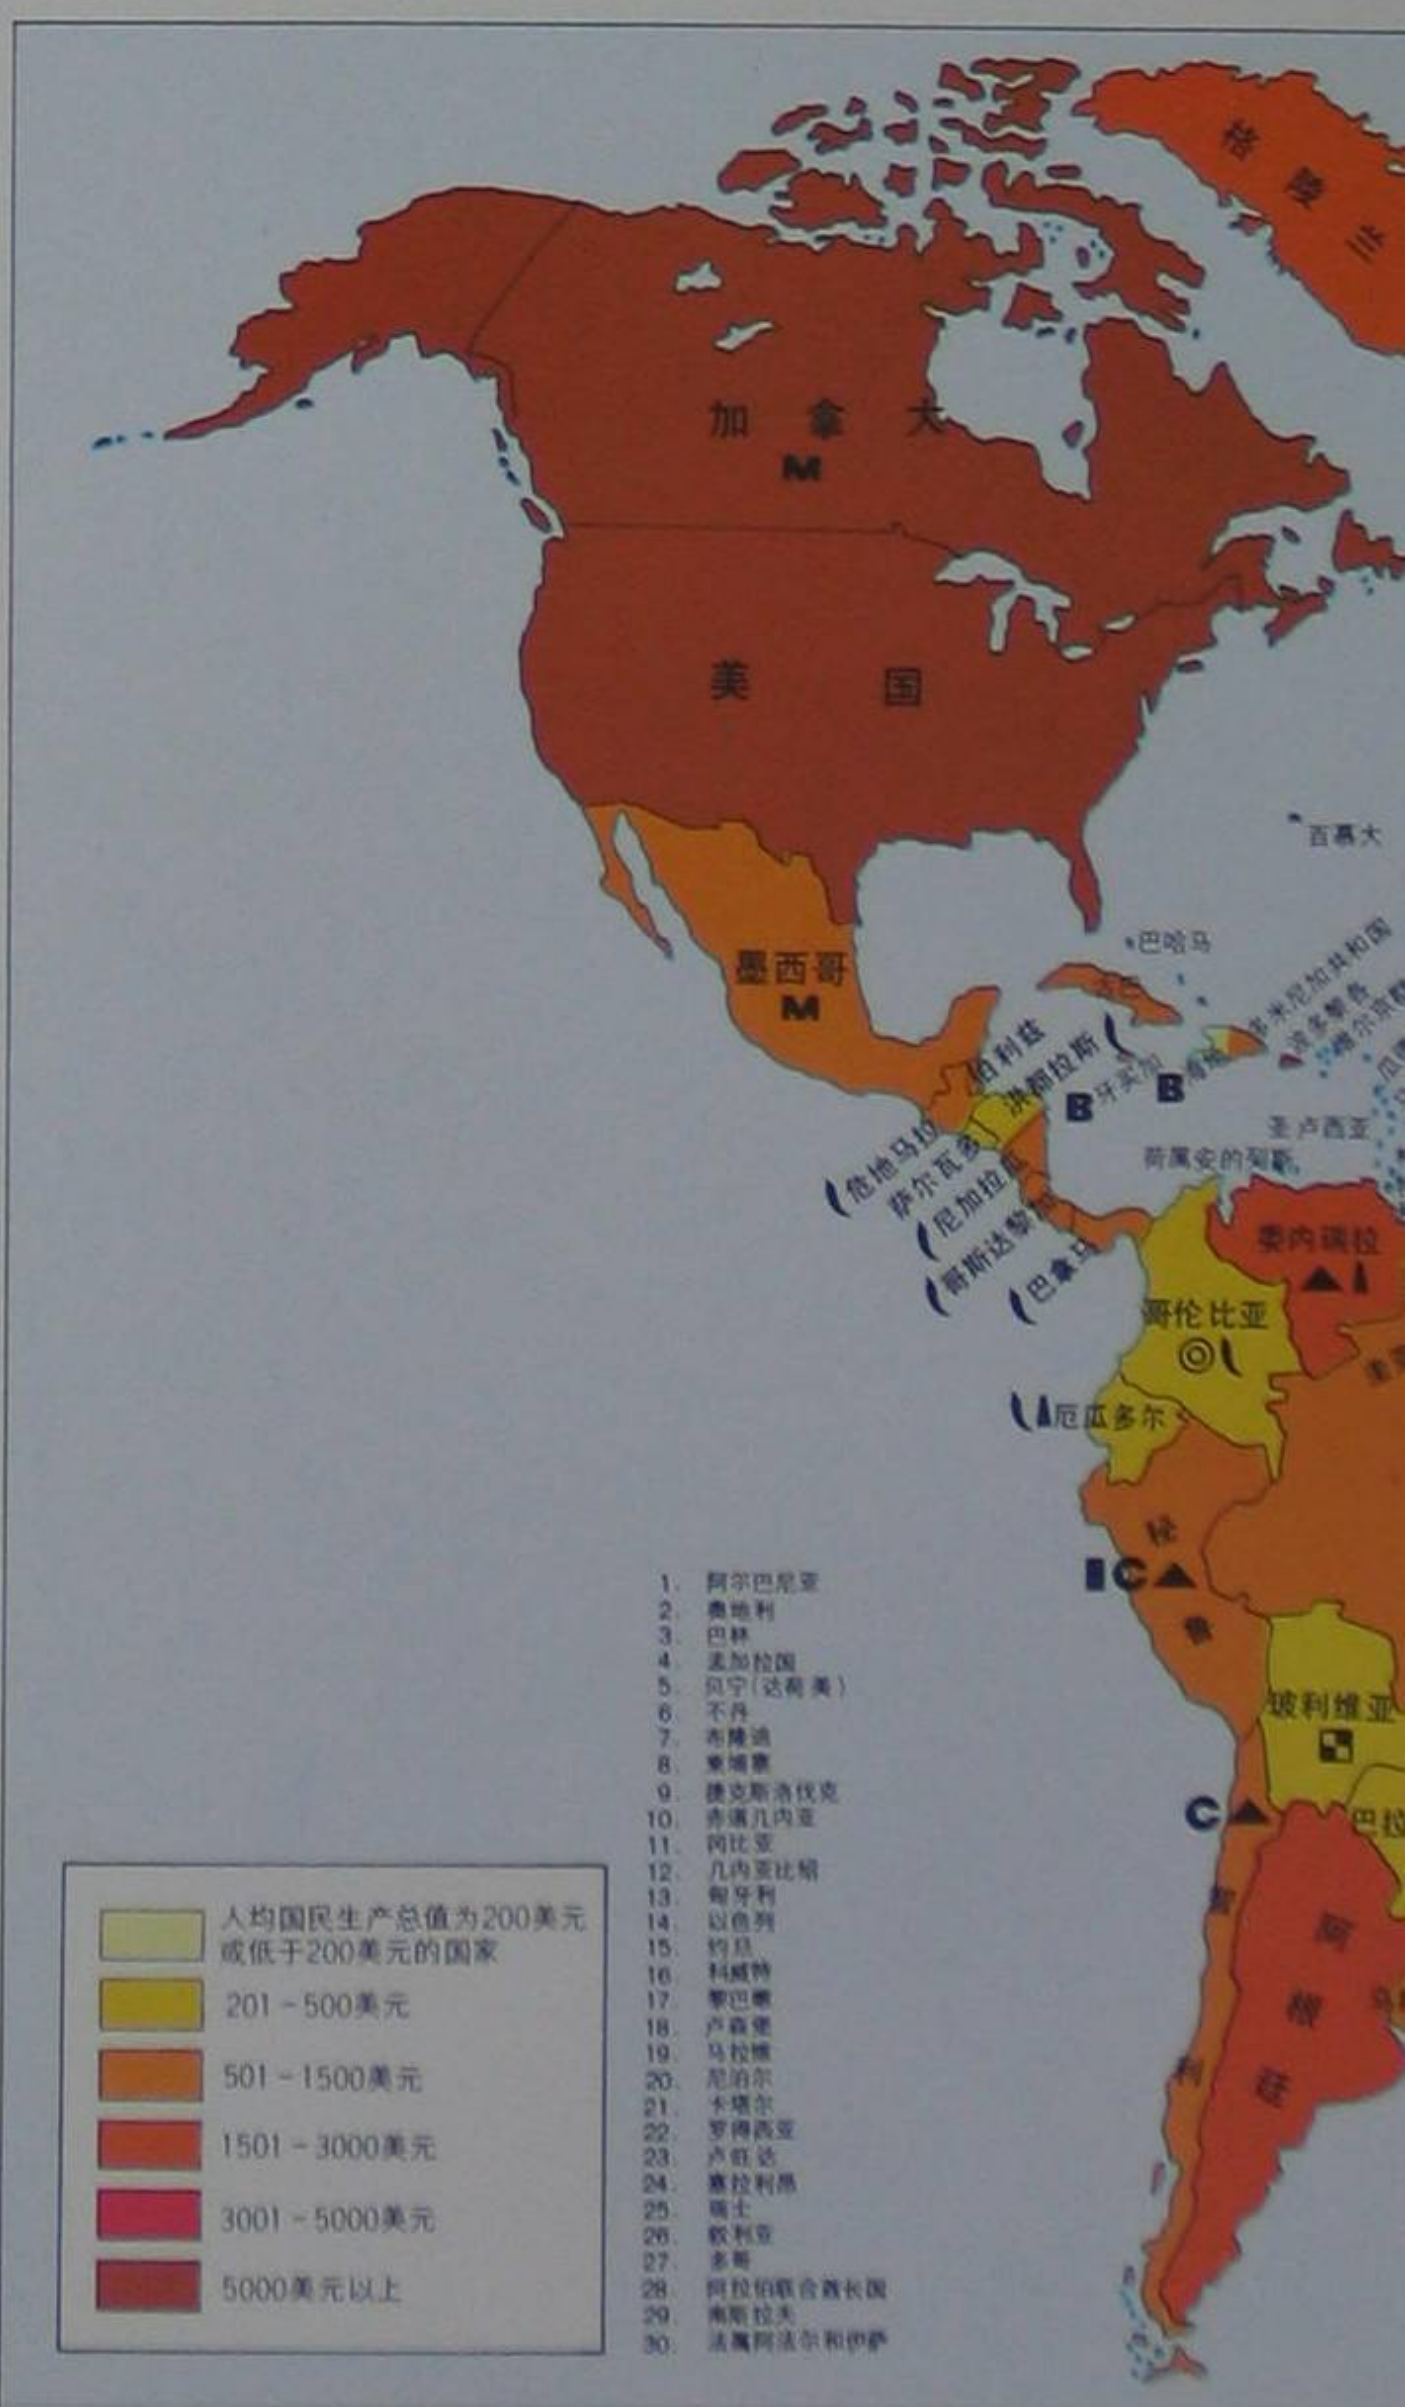 格陵兰
加拿大
M
美国
百慕大
巴哈马
墨西哥
M
多米尼加共和国
波多黎各
伯利兹
洪都拉斯
牙买加
B
海地
B
圣卢西亚
荷属安的列斯
危地马拉
萨尔瓦多
尼加拉瓜
哥斯达黎加
巴拿马
委内瑞拉
哥伦比亚
厄瓜多尔
秘鲁
C
玻利维亚
C
巴拉
智利
阿根廷
1. 阿尔巴尼亚
2. 奥地利
3. 巴林
4. 孟加拉国
5. 贝宁(达荷美)
6. 不丹
7. 布隆迪
8. 柬埔寨
9. 捷克斯洛伐克
10. 赤道几内亚
11. 冈比亚
12. 几内亚比绍
13. 匈牙利
14. 以色列
15. 约旦
16. 科威特
17. 黎巴嫩
18. 卢森堡
19. 马拉维
20. 尼泊尔
21. 卡塔尔
22. 罗得西亚
23. 卢旺达
24. 塞拉利昂
25. 瑞士
26. 叙利亚
27. 多哥
28. 阿拉伯联合酋长国
29. 南斯拉夫
30. 法属阿法尔和伊萨
人均国民生产总值为200美元
或低于200美元的国家
201－500美元
501－1500美元
1501－3000美元
3001－5000美元
5000美元以上